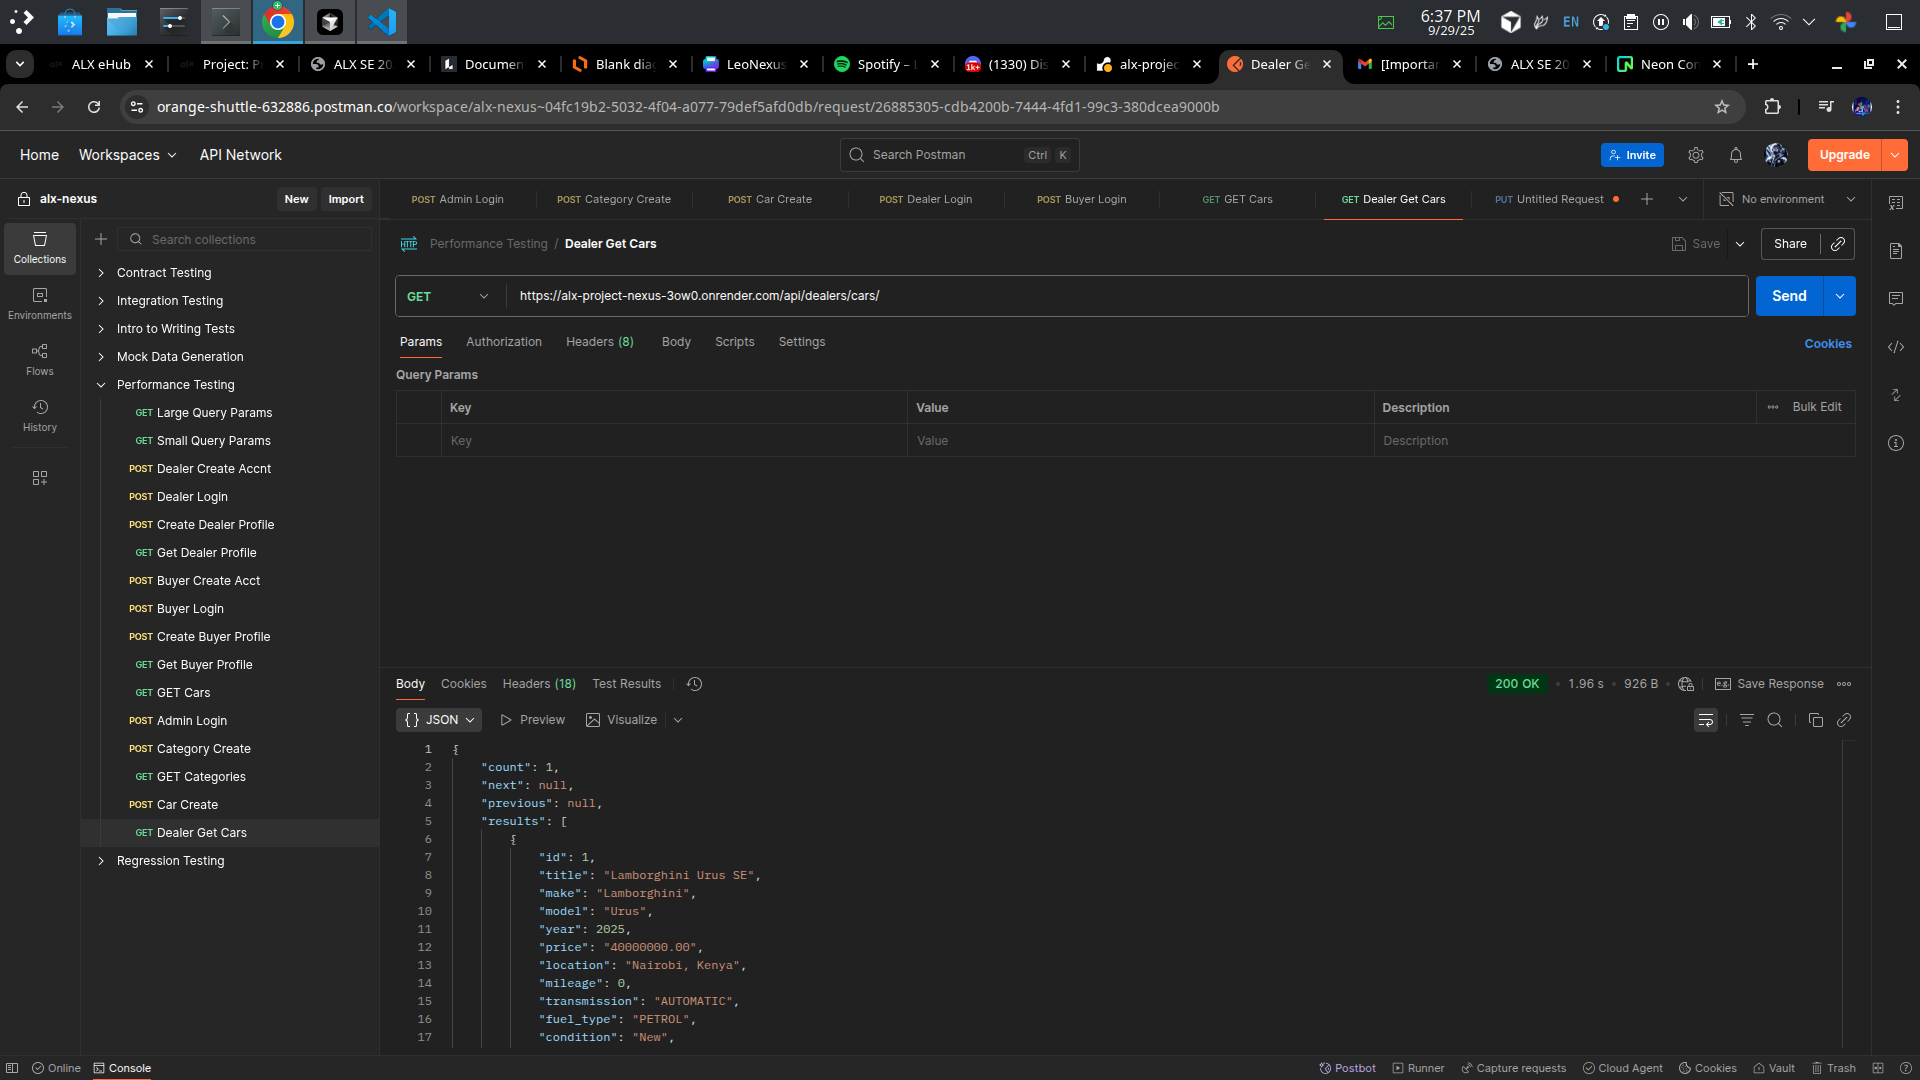 6:37 PM
9/29/25
EN
ALX eHub
Project: P
ALX SE 20
Documen
Blank dia
LeoNexus
Spotify – L
(1330) Dis
alx-projec
Dealer Ge
[Importan
ALX SE 20
Neon Con
orange-shuttle-632886.postman.co/workspace/alx-nexus~04fc19b2-5032-4f04-a077-79def5afd0db/request/26885305-cdb4200b-7444-4fd1-99c3-380dcea9000b
Home
Workspaces
API Network
Search Postman
Ctrl
K
Invite
Upgrade
alx-nexus
New
Import
POST Admin Login
POST Category Create
POST Car Create
POST Dealer Login
POST Buyer Login
GET GET Cars
GET Dealer Get Cars
PUT Untitled Request
No environment
Collections
Environments
Flows
History
Search collections
Contract Testing
Integration Testing
Intro to Writing Tests
Mock Data Generation
Performance Testing
GET Large Query Params
GET Small Query Params
POST Dealer Create Accnt
POST Dealer Login
POST Create Dealer Profile
GET Get Dealer Profile
POST Buyer Create Acct
POST Buyer Login
POST Create Buyer Profile
GET Get Buyer Profile
GET GET Cars
POST Admin Login
POST Category Create
GET GET Categories
POST Car Create
GET Dealer Get Cars
Regression Testing
HTTP
Performance Testing / Dealer Get Cars
Save
Share
GET
https://alx-project-nexus-3ow0.onrender.com/api/dealers/cars/
Send
Params
Authorization
Headers (8)
Body
Scripts
Settings
Cookies
Query Params
Key
Value
Description
Bulk Edit
Key
Value
Description
Body
Cookies
Headers (18)
Test Results
200 OK
1.96 s
926 B
e.g.
Save Response
{} JSON
Preview
Visualize
1 {
2 "count": 1,
3 "next": null,
4 "previous": null,
5 "results": [
6 {
7 "id": 1,
8 "title": "Lamborghini Urus SE",
9 "make": "Lamborghini",
10 "model": "Urus",
11 "year": 2025,
12 "price": "40000000.00",
13 "location": "Nairobi, Kenya",
14 "mileage": 0,
15 "transmission": "AUTOMATIC",
16 "fuel_type": "PETROL",
17 "condition": "New",
Online
Console
Postbot
Runner
Capture requests
Cloud Agent
Cookies
Vault
Trash